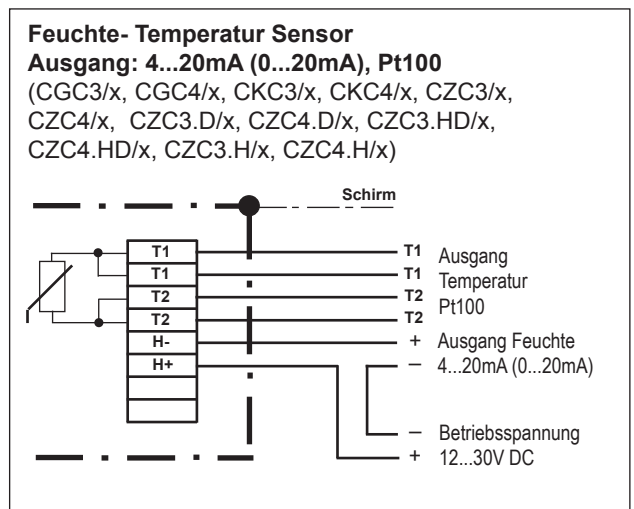 Feuchte- Temperatur Sensor
Ausgang: 4...20mA (0...20mA), Pt100
(CGC3/x, CGC4/x, CKC3/x, CKC4/x, CZC3/x,
CZC4/x, CZC3.D/x, CZC4.D/x, CZC3.HD/x,
CZC4.HD/x, CZC3.H/x, CZC4.H/x)
Schirm
T1 T1 Ausgang
T1 T1 Temperatur
T2 T2 Pt100
T2 T2
H- + Ausgang Feuchte
H+ – 4...20mA (0...20mA)
– Betriebsspannung
+ 12...30V DC